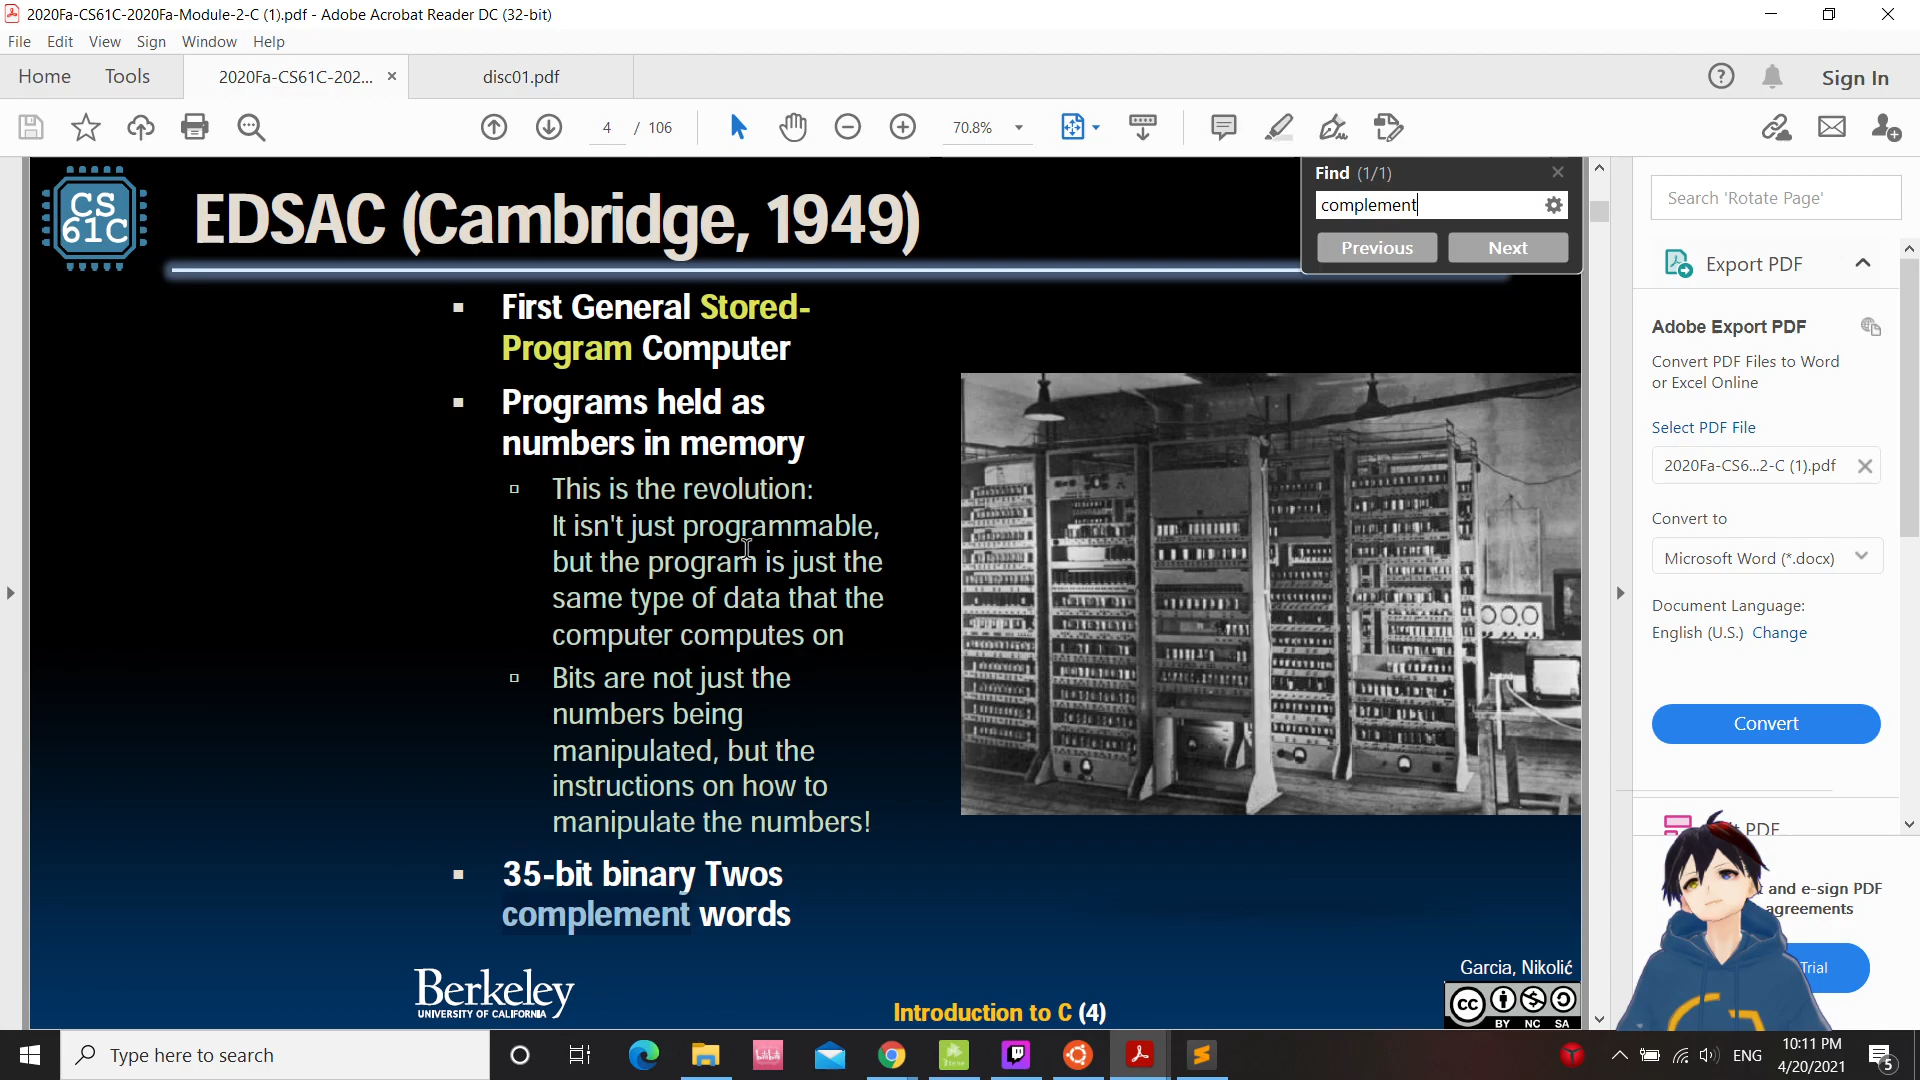 2020Fa-CS61C-2020Fa-Module-2-C (1).pdf - Adobe Acrobat Reader DC (32-bit)
File Edit View Sign Window Help
Home Tools 2020Fa-CS61C-202... disc01.pdf Sign In
4 / 106 70.8%
CS
61C
EDSAC (Cambridge, 1949)
Find (1/1)
complement
Previous Next
First General Stored-
Program Computer
Programs held as
numbers in memory
This is the revolution:
It isn't just programmable,
but the program is just the
same type of data that the
computer computes on
Bits are not just the
numbers being
manipulated, but the
instructions on how to
manipulate the numbers!
35-bit binary Twos
complement words
Berkeley
UNIVERSITY OF CALIFORNIA
Introduction to C (4)
Garcia, Nikolić
cc
BY NC SA
Search 'Rotate Page'
Export PDF
Adobe Export PDF
Convert PDF Files to Word
or Excel Online
Select PDF File
2020Fa-CS6...2-C (1).pdf
Convert to
Microsoft Word (*.docx)
Document Language:
English (U.S.) Change
Convert
PDF
and e-sign PDF
agreements
Trial
Type here to search
ENG
10:11 PM
4/20/2021
5